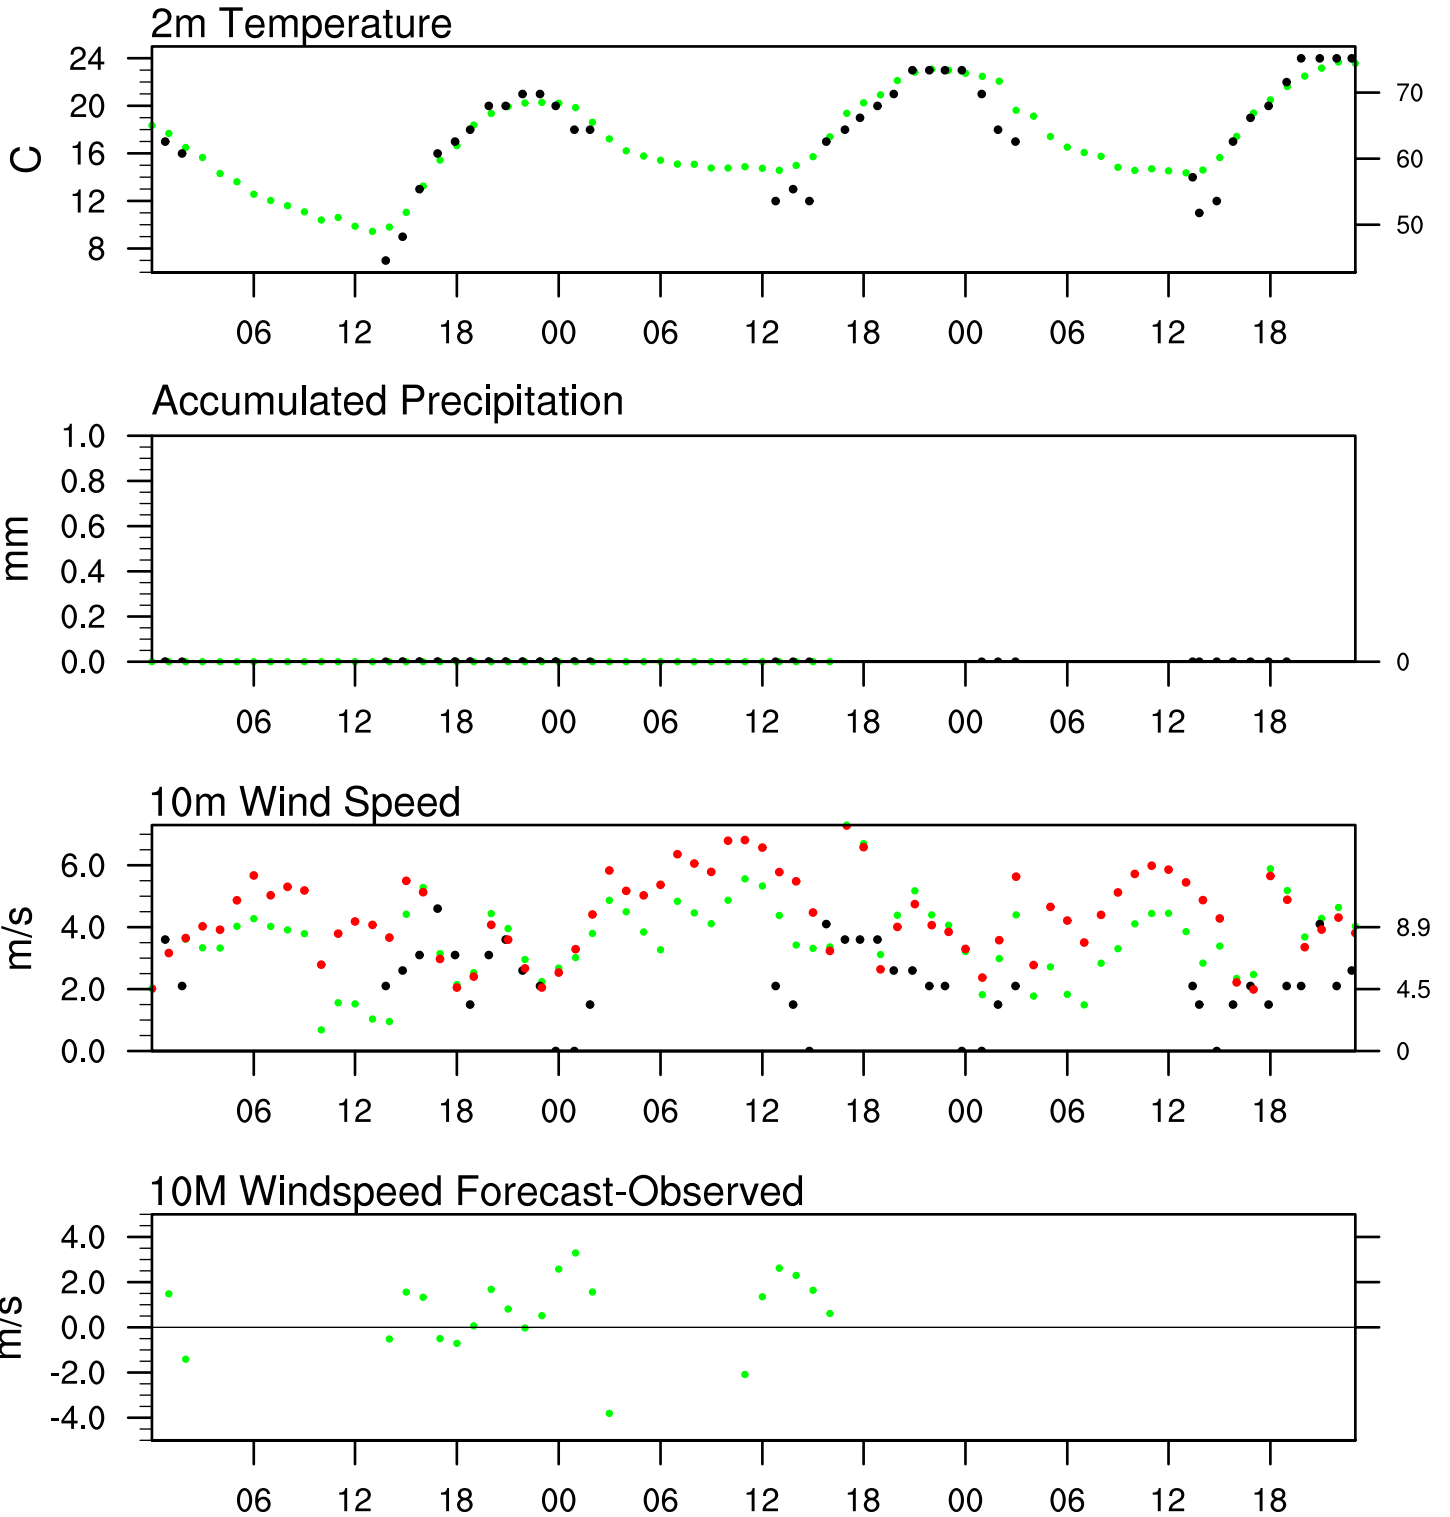 2m Temperature
24
20
16
12
8
C
70
60
50
06 12 18 00 06 12 18 00 06 12 18
Accumulated Precipitation
1.0
0.8
0.6
0.4
0.2
0.0
mm
0
06 12 18 00 06 12 18 00 06 12 18
10m Wind Speed
6.0
4.0
2.0
0.0
m/s
8.9
4.5
0
06 12 18 00 06 12 18 00 06 12 18
10M Windspeed Forecast-Observed
4.0
2.0
0.0
-2.0
-4.0
m/s
06 12 18 00 06 12 18 00 06 12 18